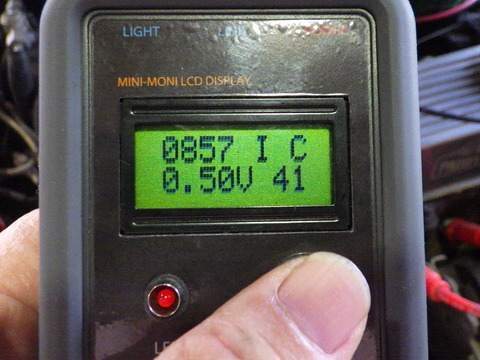 LIGHT
MINI-MONI LCD DISPLAY
0857 I C
0.50V 41